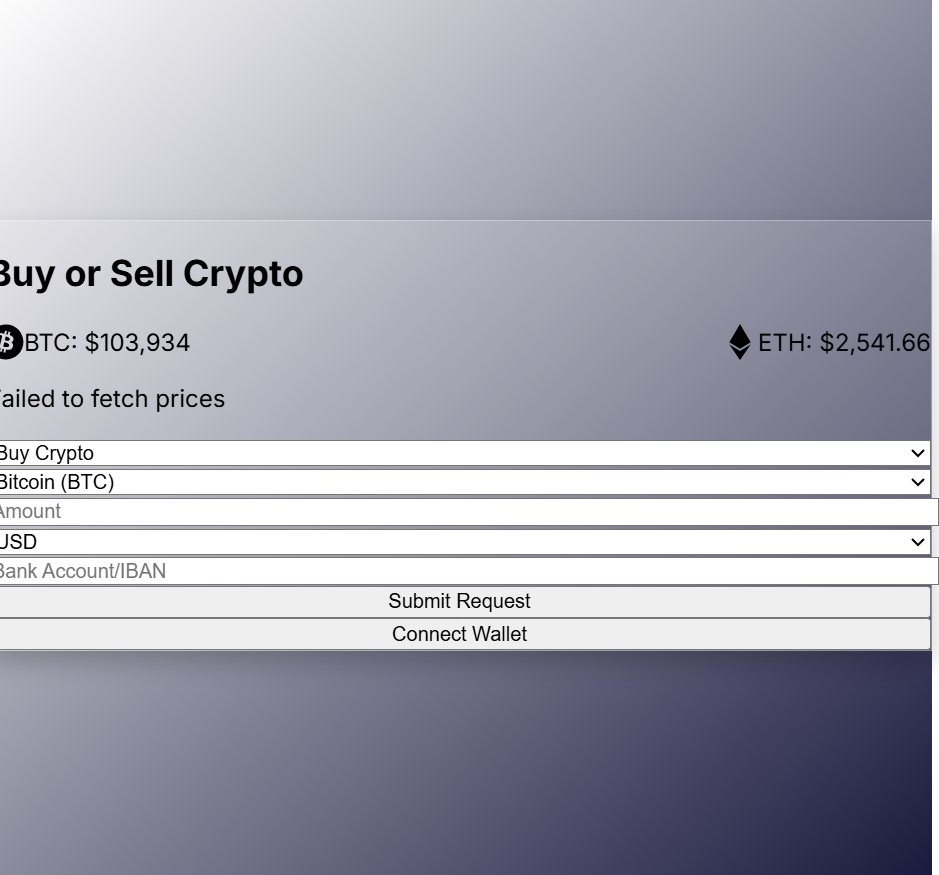 Buy or Sell Crypto
BTC: $103,934 ETH: $2,541.66
ailed to fetch prices
Buy Crypto
Bitcoin (BTC)
Amount
USD
Bank Account/IBAN
Submit Request
Connect Wallet